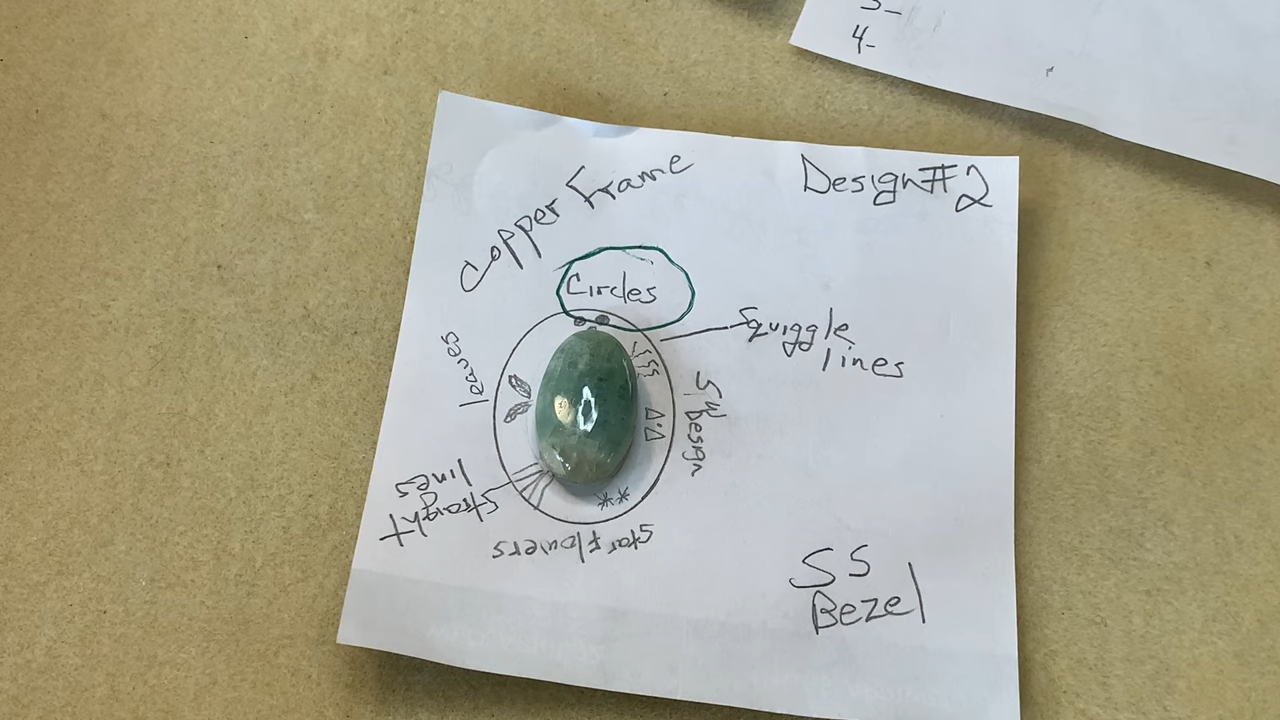 3-
4-
Design #2
Copper Frame
Circles
Squiggle
lines
leaves
S/W
Design
straight
lines
star flowers
SS
Bezel